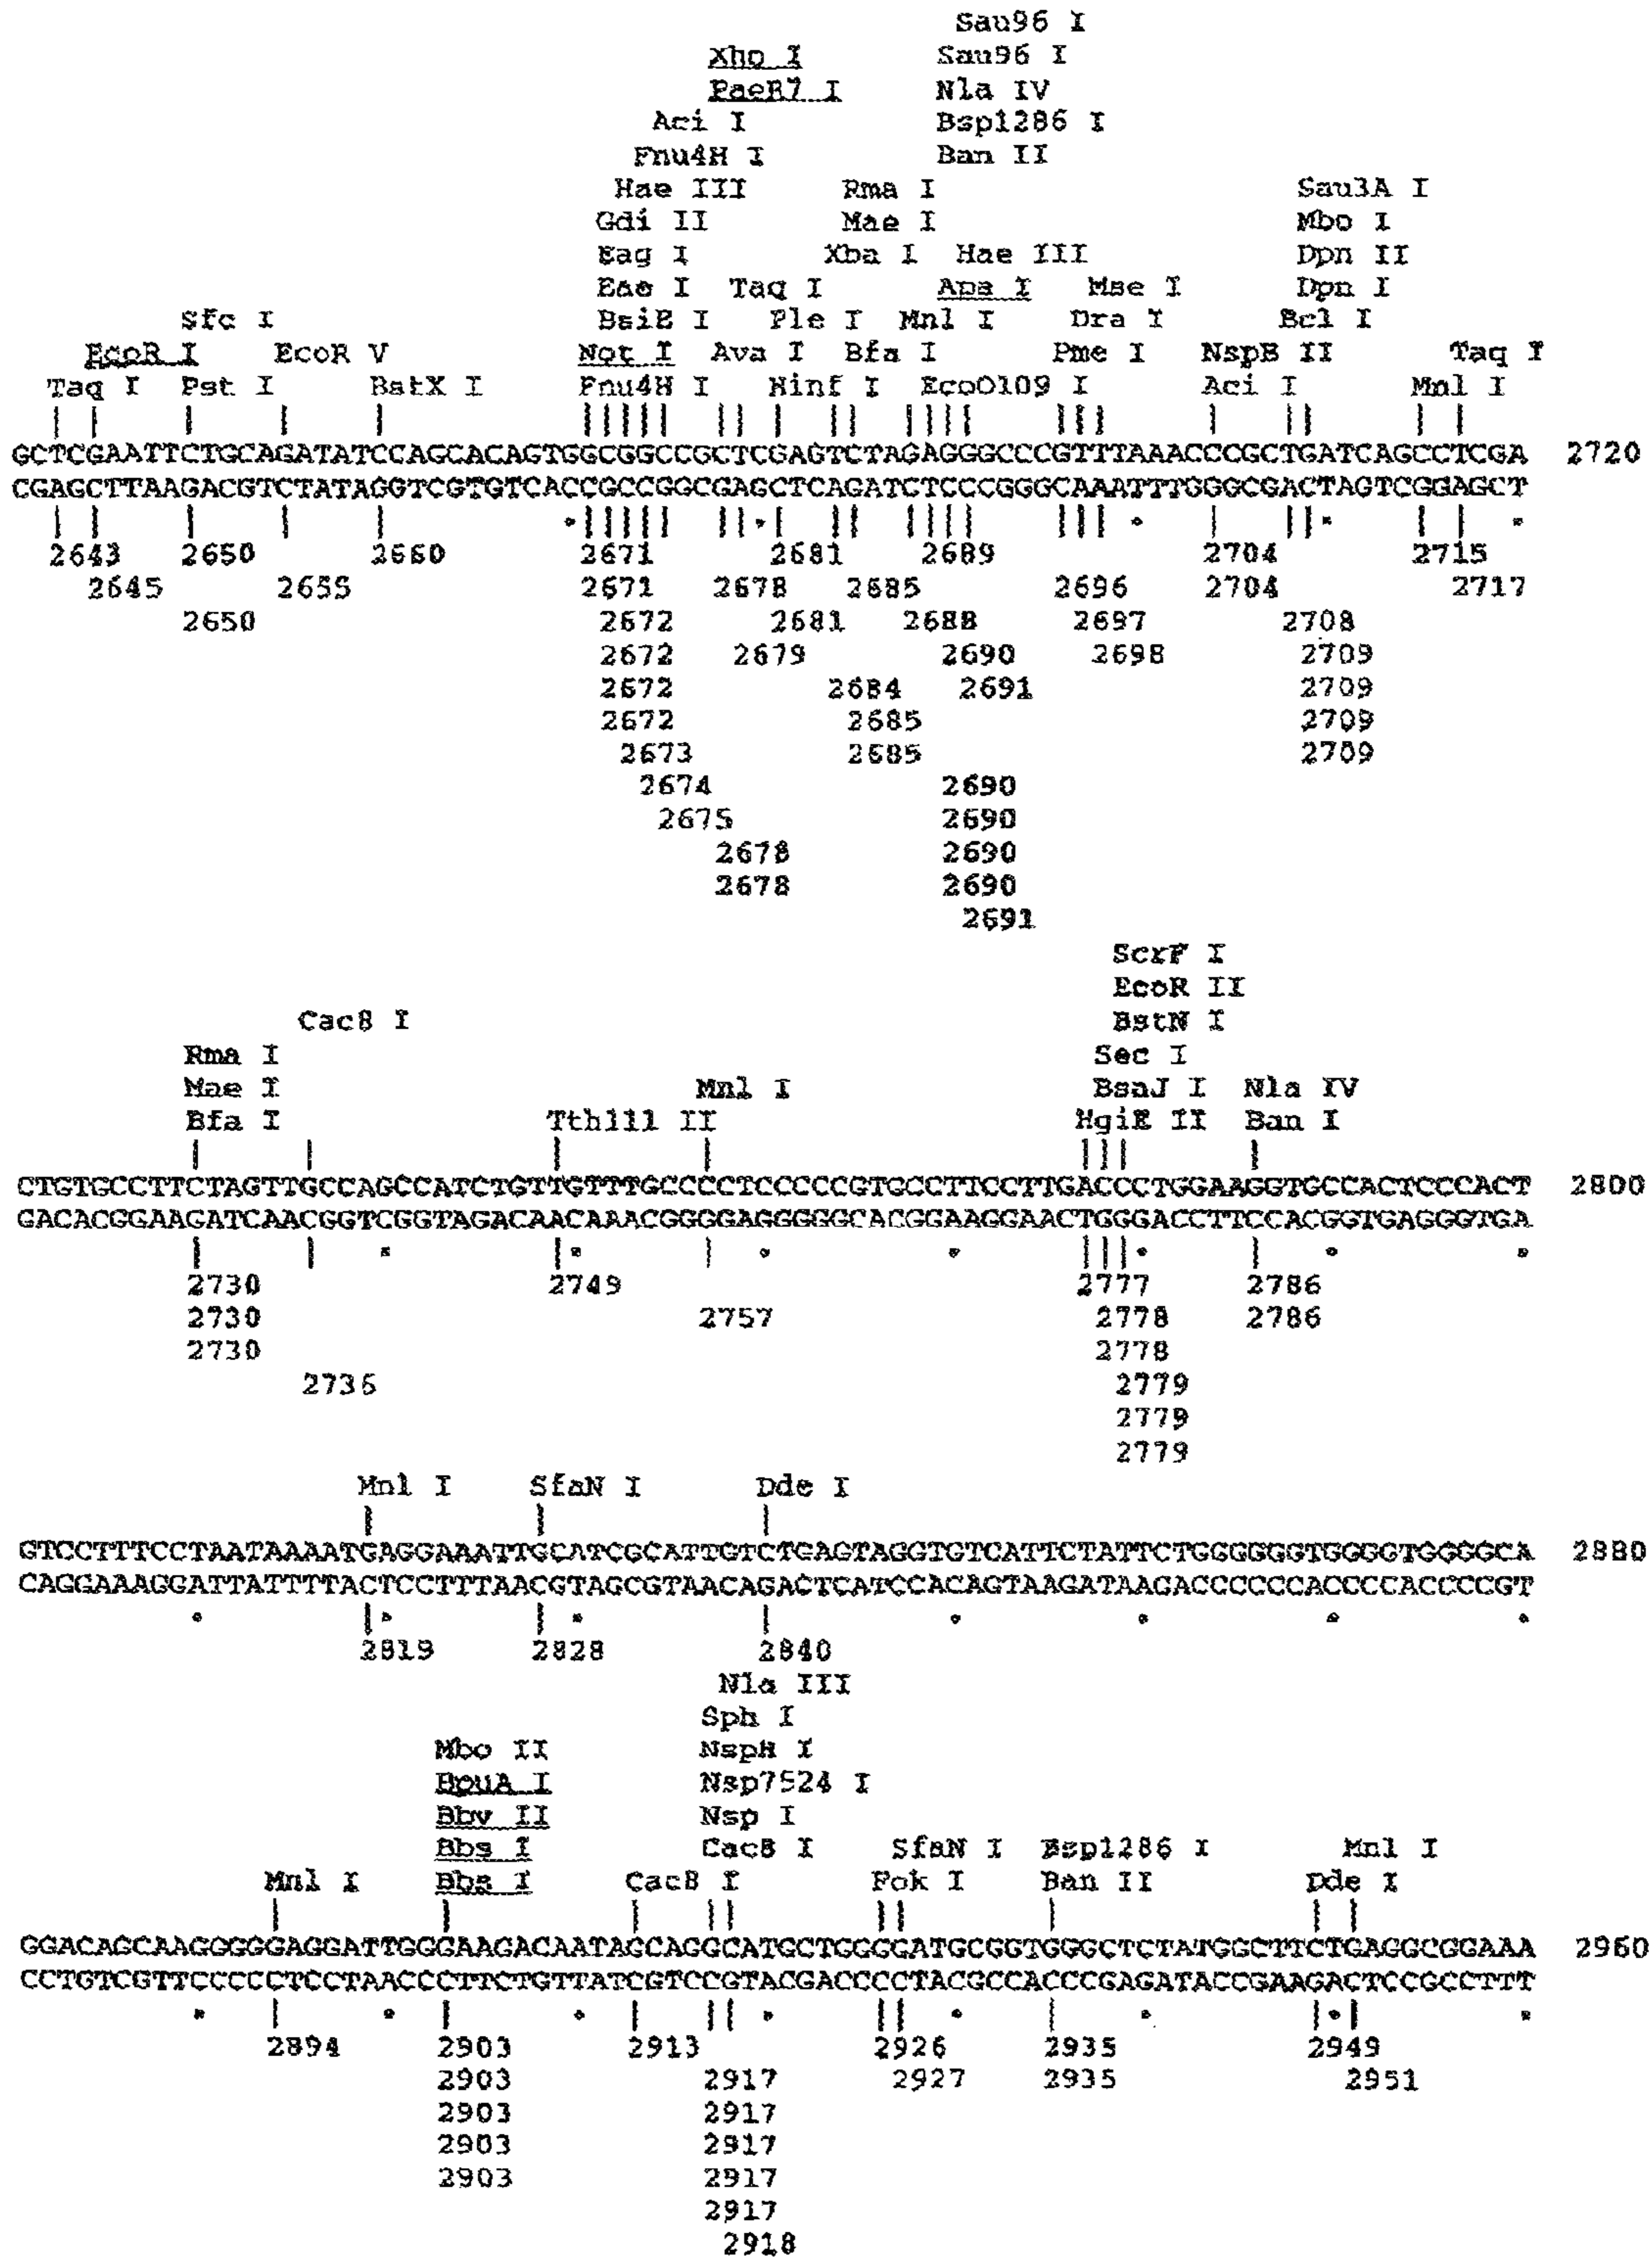 Sau96 I
Xho I Sau96 I
PaeR7 I Nla IV
Aci I Bsp1286 I
Fnu4H I Ban II
Hae III Rma I Sau3A I
Gdi II Mae I Mbo I
Eag I Xba I Hae III Dpn II
Eae I Taq I Apa I Mse I Dpn I
Sfc I BsiE I Ple I Mnl I Dra I Bcl I
EcoR I EcoR V Not I Ava I Bfa I Pme I NspB II Taq I
Taq I Pst I BstX I Fnu4H I Hinf I EcoO109 I Aci I Mnl I
GCTCGAATTCTGCAGATATCCAGCACAGTGGCGGCCGCTCGAGTCTAGAGGGCCCGTTTAAACCCGCTGATCAGCCTCGA 2720
CGAGCTTAAGACGTCTATAGGTCGTGTCACCGCCGGCGAGCTCAGATCTCCCGGGCAAATTTGGGCGACTAGTCGGAGCT
2643 2650 2660 2671 2681 2689 2704 2715
2645 2655 2671 2678 2685 2696 2704 2717
2650 2672 2681 2688 2697 2708
2672 2679 2690 2698 2709
2672 2684 2691 2709
2672 2685 2709
2673 2685 2709
2674 2690
2675 2690
2678 2690
2678 2690
2691
ScrF I
EcoR II
Cac8 I BstN I
Rma I Sec I
Mae I Mnl I BsaJ I Nla IV
Bfa I Tth111 II HgiE II Ban I
CTGTGCCTTCTAGTTGCCAGCCATCTGTTGTTTGCCCCTCCCCCGTGCCTTCCTTGACCCTGGAAGGTGCCACTCCCACT 2800
GACACGGAAGATCAACGGTCGGTAGACAACAAACGGGGAGGGGGCACGGAAGGAACTGGGACCTTCCACGGTGAGGGTGA
2730 2749 2777 2786
2730 2757 2778 2786
2730 2778
2736 2779
2779
2779
Mnl I SfaN I Dde I
GTCCTTTCCTAATAAAATGAGGAAATTGCATCGCATTGTCTGAGTAGGTGTCATTCTATTCTGGGGGGTGGGGTGGGGCA 2880
CAGGAAAGGATTATTTTACTCCTTTAACGTAGCGTAACAGACTCATCCACAGTAAGATAAGACCCCCCACCCCACCCCGT
2819 2828 2840
Nla III
Sph I
Mbo II NspH I
BpuA I Nsp7524 I
Bbv II Nsp I
Bbs I Cac8 I SfaN I Bsp1286 I Mnl I
Mnl I Bbs I Cac8 I Fok I Ban II Dde I
GGACAGCAAGGGGGAGGATTGGGAAGACAATAGCAGGCATGCTGGGGATGCGGTGGGCTCTATGGCTTCTGAGGCGGAAA 2960
CCTGTCGTTCCCCCTCCTAACCCTTCTGTTATCGTCCGTACGACCCCTACGCCACCCGAGATACCGAAGACTCCGCCTTT
2894 2903 2913 2926 2935 2949
2903 2917 2927 2935 2951
2903 2917
2903 2917
2903 2917
2917
2918